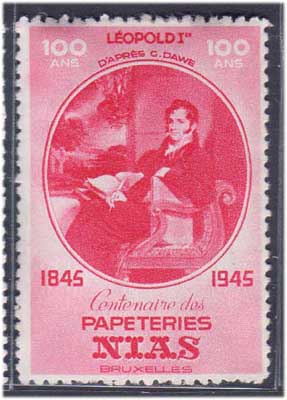 LÉOPOLD Iᴱᴿ
100 ANS
D'APRÈS G. DAWE
100 ANS
1845
1945
Centenaire des
PAPETERIES
NIAS
BRUXELLES